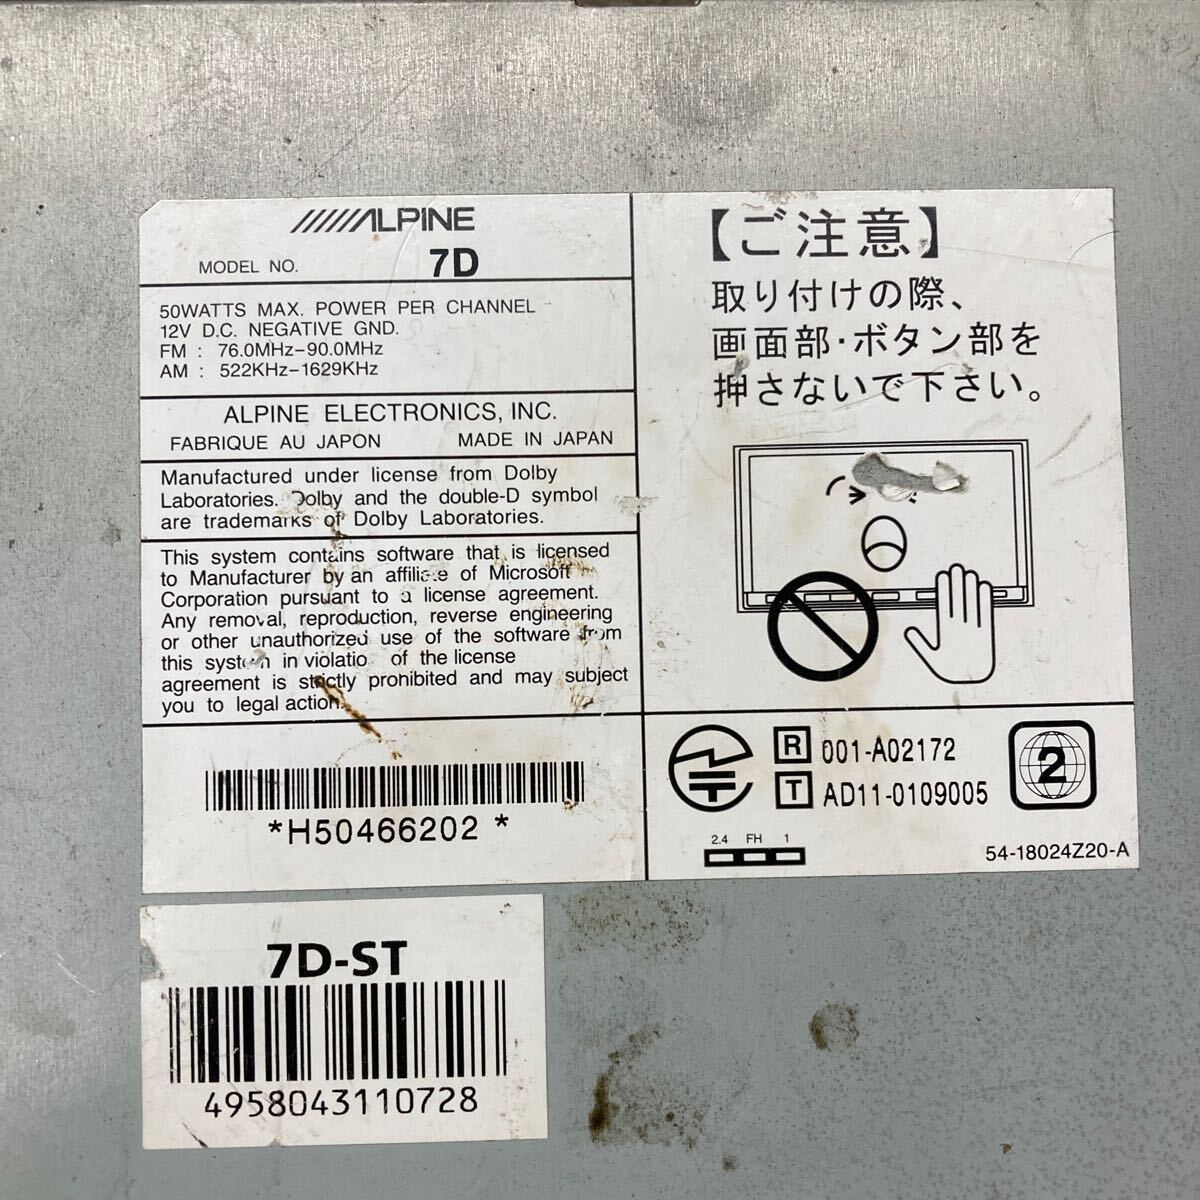 ALPINE
MODEL NO. 7D
50WATTS MAX. POWER PER CHANNEL
12V D.C. NEGATIVE GND.
FM : 76.0MHz-90.0MHz
AM : 522KHz-1629KHz
ALPINE ELECTRONICS, INC.
FABRIQUE AU JAPON MADE IN JAPAN
Manufactured under license from Dolby
Laboratories. Dolby and the double-D symbol
are trademarks of Dolby Laboratories.
This system contains software that is licensed
to Manufacturer by an affiliate of Microsoft
Corporation pursuant to a license agreement.
Any removal, reproduction, reverse engineering
or other unauthorized use of the software from
this system in violation of the license
agreement is strictly prohibited and may subject
you to legal action.
*H50466202*
【ご注意】
取り付けの際、
画面部・ボタン部を
押さないで下さい。
R 001-A02172
T AD11-0109005
2
2.4 FH 1
54-18024Z20-A
7D-ST
4958043110728